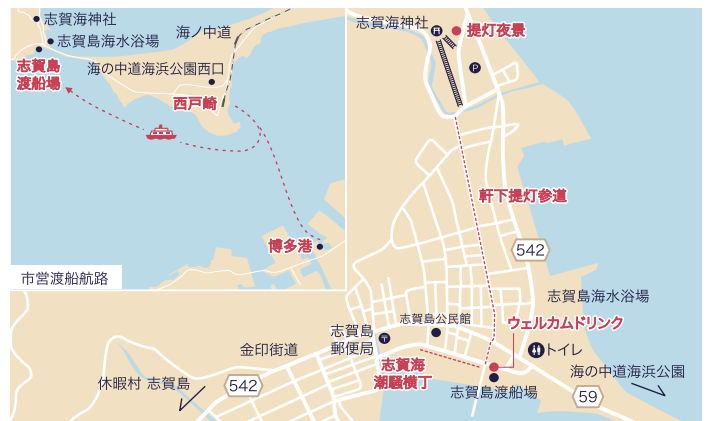 志賀海神社
志賀島海水浴場
海ノ中道
志賀島
渡船場
海の中道海浜公園西口
西戸崎
博多港
市営渡船航路
志賀海神社
提灯夜景
P
軒下提灯参道
542
志賀島海水浴場
志賀島公民館
ウェルカムドリンク
志賀島
郵便局
〒
トイレ
金印街道
志賀海
潮騒横丁
海の中道海浜公園
休暇村 志賀島
542
志賀島渡船場
59